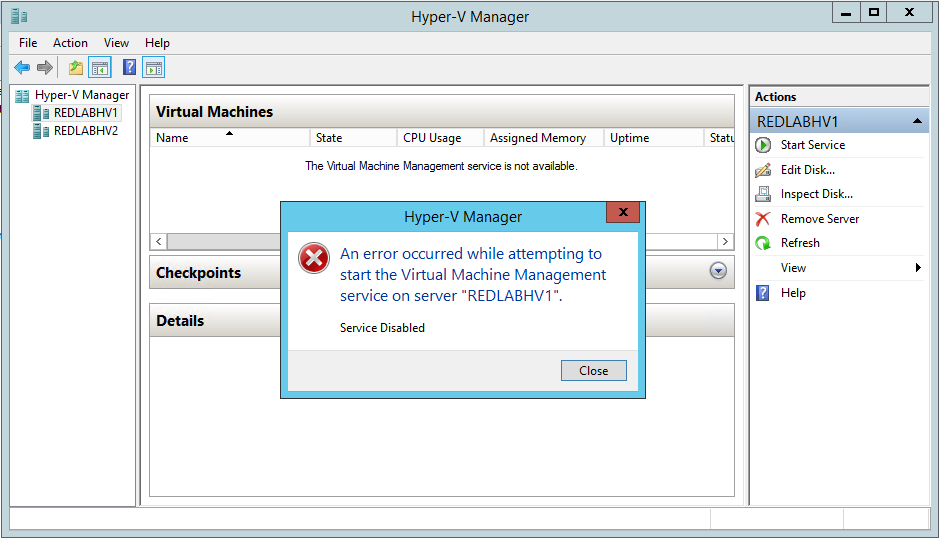 Hyper-V Manager
File Action View Help
Hyper-V Manager
REDLABHV1
REDLABHV2
Virtual Machines
Name State CPU Usage Assigned Memory Uptime Statu
The Virtual Machine Management service is not available.
Checkpoints
Details
Hyper-V Manager
An error occurred while attempting to
start the Virtual Machine Management
service on server "REDLABHV1".
Service Disabled
Close
Actions
REDLABHV1
Start Service
Edit Disk...
Inspect Disk...
Remove Server
Refresh
View
Help